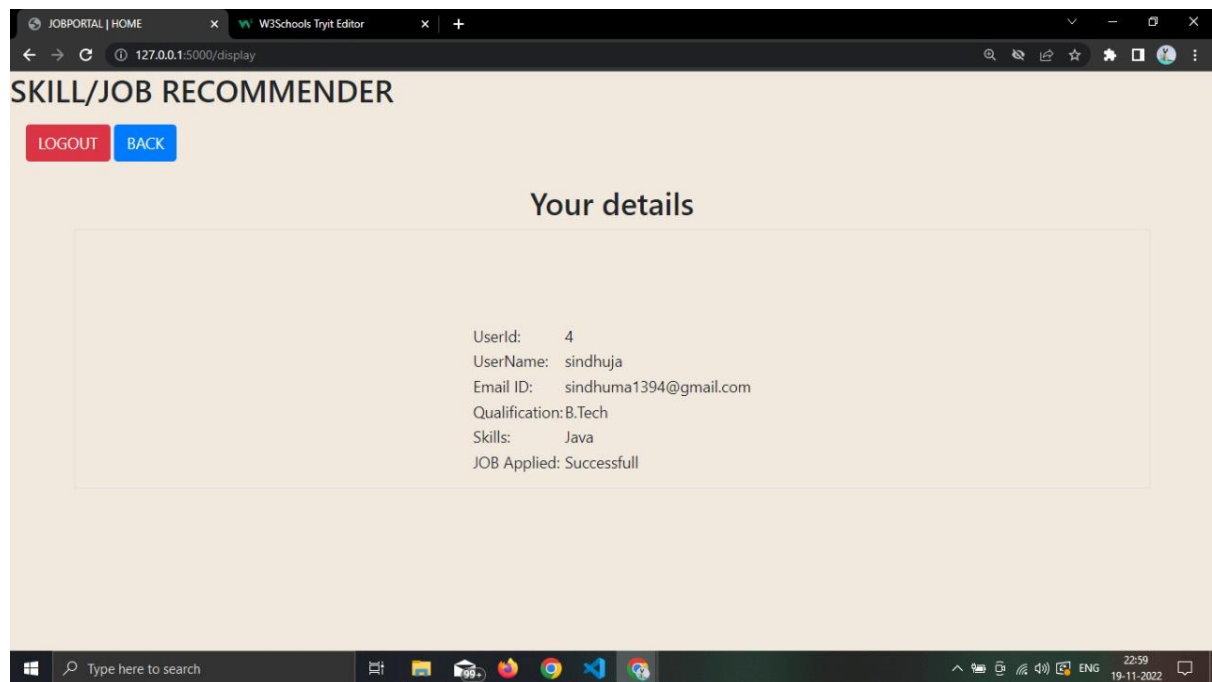 JOBPORTAL | HOME
W3Schools Tryit Editor
127.0.0.1:5000/display
SKILL/JOB RECOMMENDER
LOGOUT BACK
Your details
UserId: 4
UserName: sindhuja
Email ID: sindhuma1394@gmail.com
Qualification: B.Tech
Skills: Java
JOB Applied: Successfull
Type here to search
99+
ENG
22:59
19-11-2022